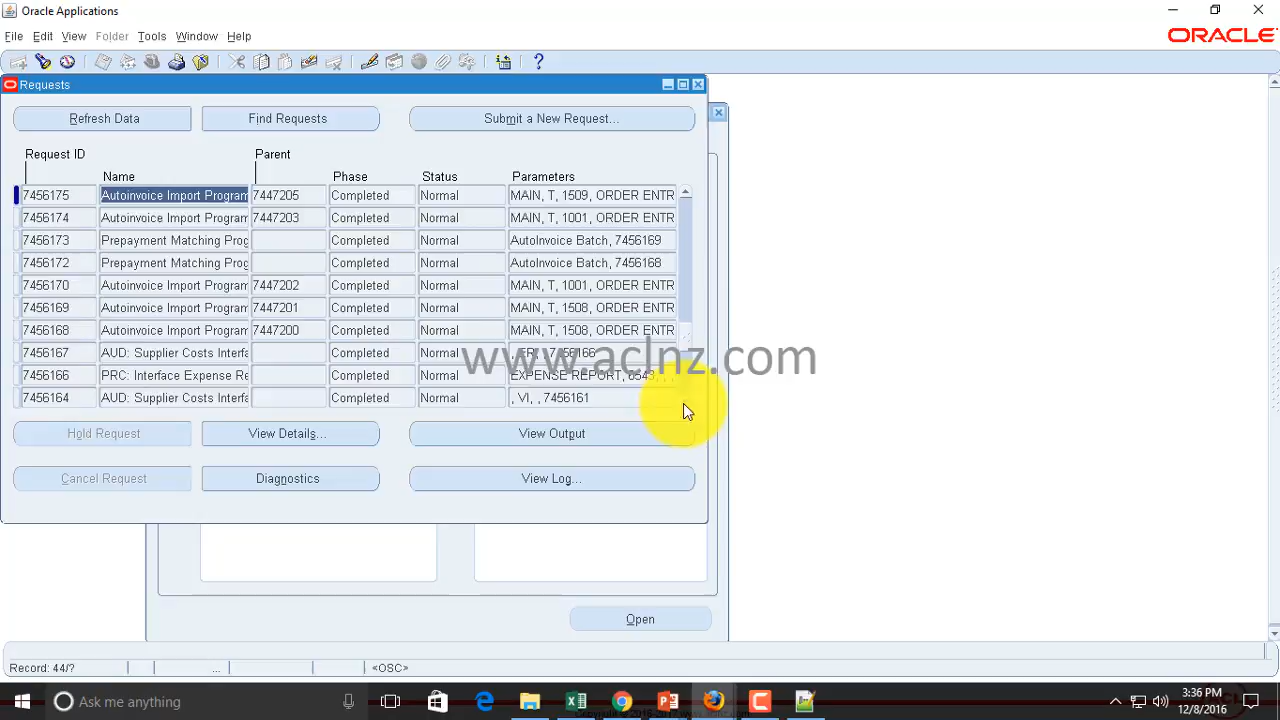 Oracle Applications
File Edit View Folder Tools Window Help
ORACLE
Requests
Refresh Data
Find Requests
Submit a New Request...
Request ID
Parent
Name
Phase
Status
Parameters
7456175 Autoinvoice Import Program 7447205 Completed Normal MAIN, T, 1509, ORDER ENTR
7456174 Autoinvoice Import Program 7447203 Completed Normal MAIN, T, 1001, ORDER ENTR
7456173 Prepayment Matching Prog Completed Normal AutoInvoice Batch, 7456169
7456172 Prepayment Matching Prog Completed Normal AutoInvoice Batch, 7456168
7456170 Autoinvoice Import Program 7447202 Completed Normal MAIN, T, 1001, ORDER ENTR
7456169 Autoinvoice Import Program 7447201 Completed Normal MAIN, T, 1508, ORDER ENTR
7456168 Autoinvoice Import Program 7447200 Completed Normal MAIN, T, 1508, ORDER ENTR
7456167 AUD: Supplier Costs Interfa Completed Normal , ER, , 7456166
www.aclnz.com
7456166 PRC: Interface Expense Re Completed Normal EXPENSE REPORT, 6543, , ,
7456164 AUD: Supplier Costs Interfa Completed Normal , VI, , 7456161
Hold Request
View Details...
View Output
Cancel Request
Diagnostics
View Log...
Open
Record: 44/? ... <OSC>
Ask me anything
3:36 PM
12/8/2016